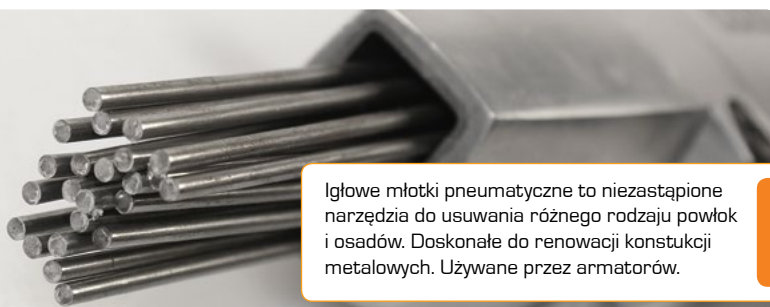 Igłowe młotki pneumatyczne to niezastąpione
narzędzia do usuwania różnego rodzaju powłok
i osadów. Doskonałe do renowacji konstukcji
metalowych. Używane przez armatorów.